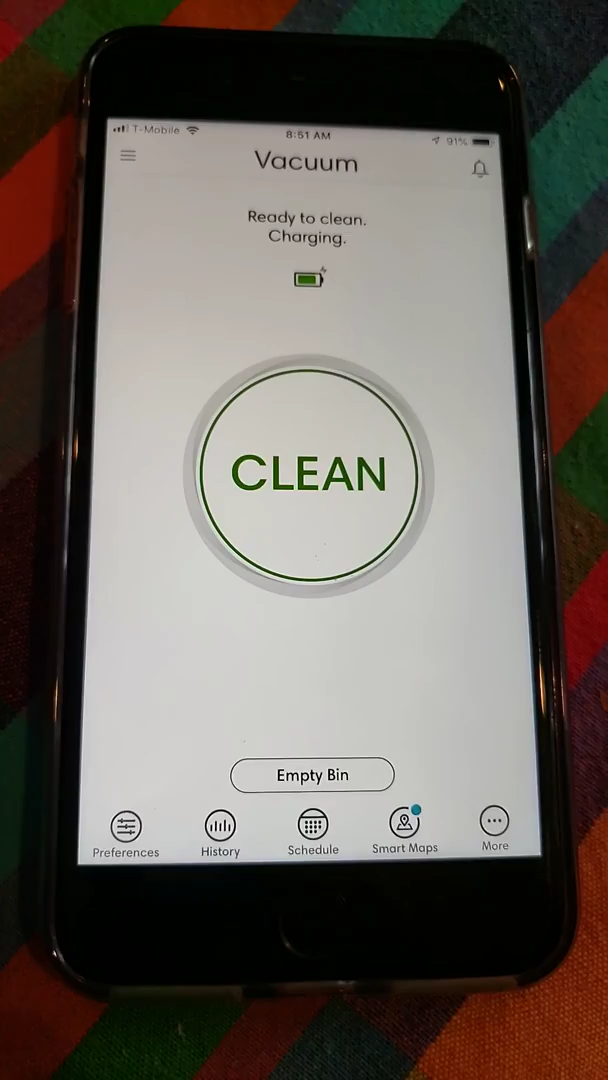 T-Mobile 8:51 AM 91%
Vacuum
Ready to clean.
Charging.
CLEAN
Empty Bin
Preferences History Schedule Smart Maps More